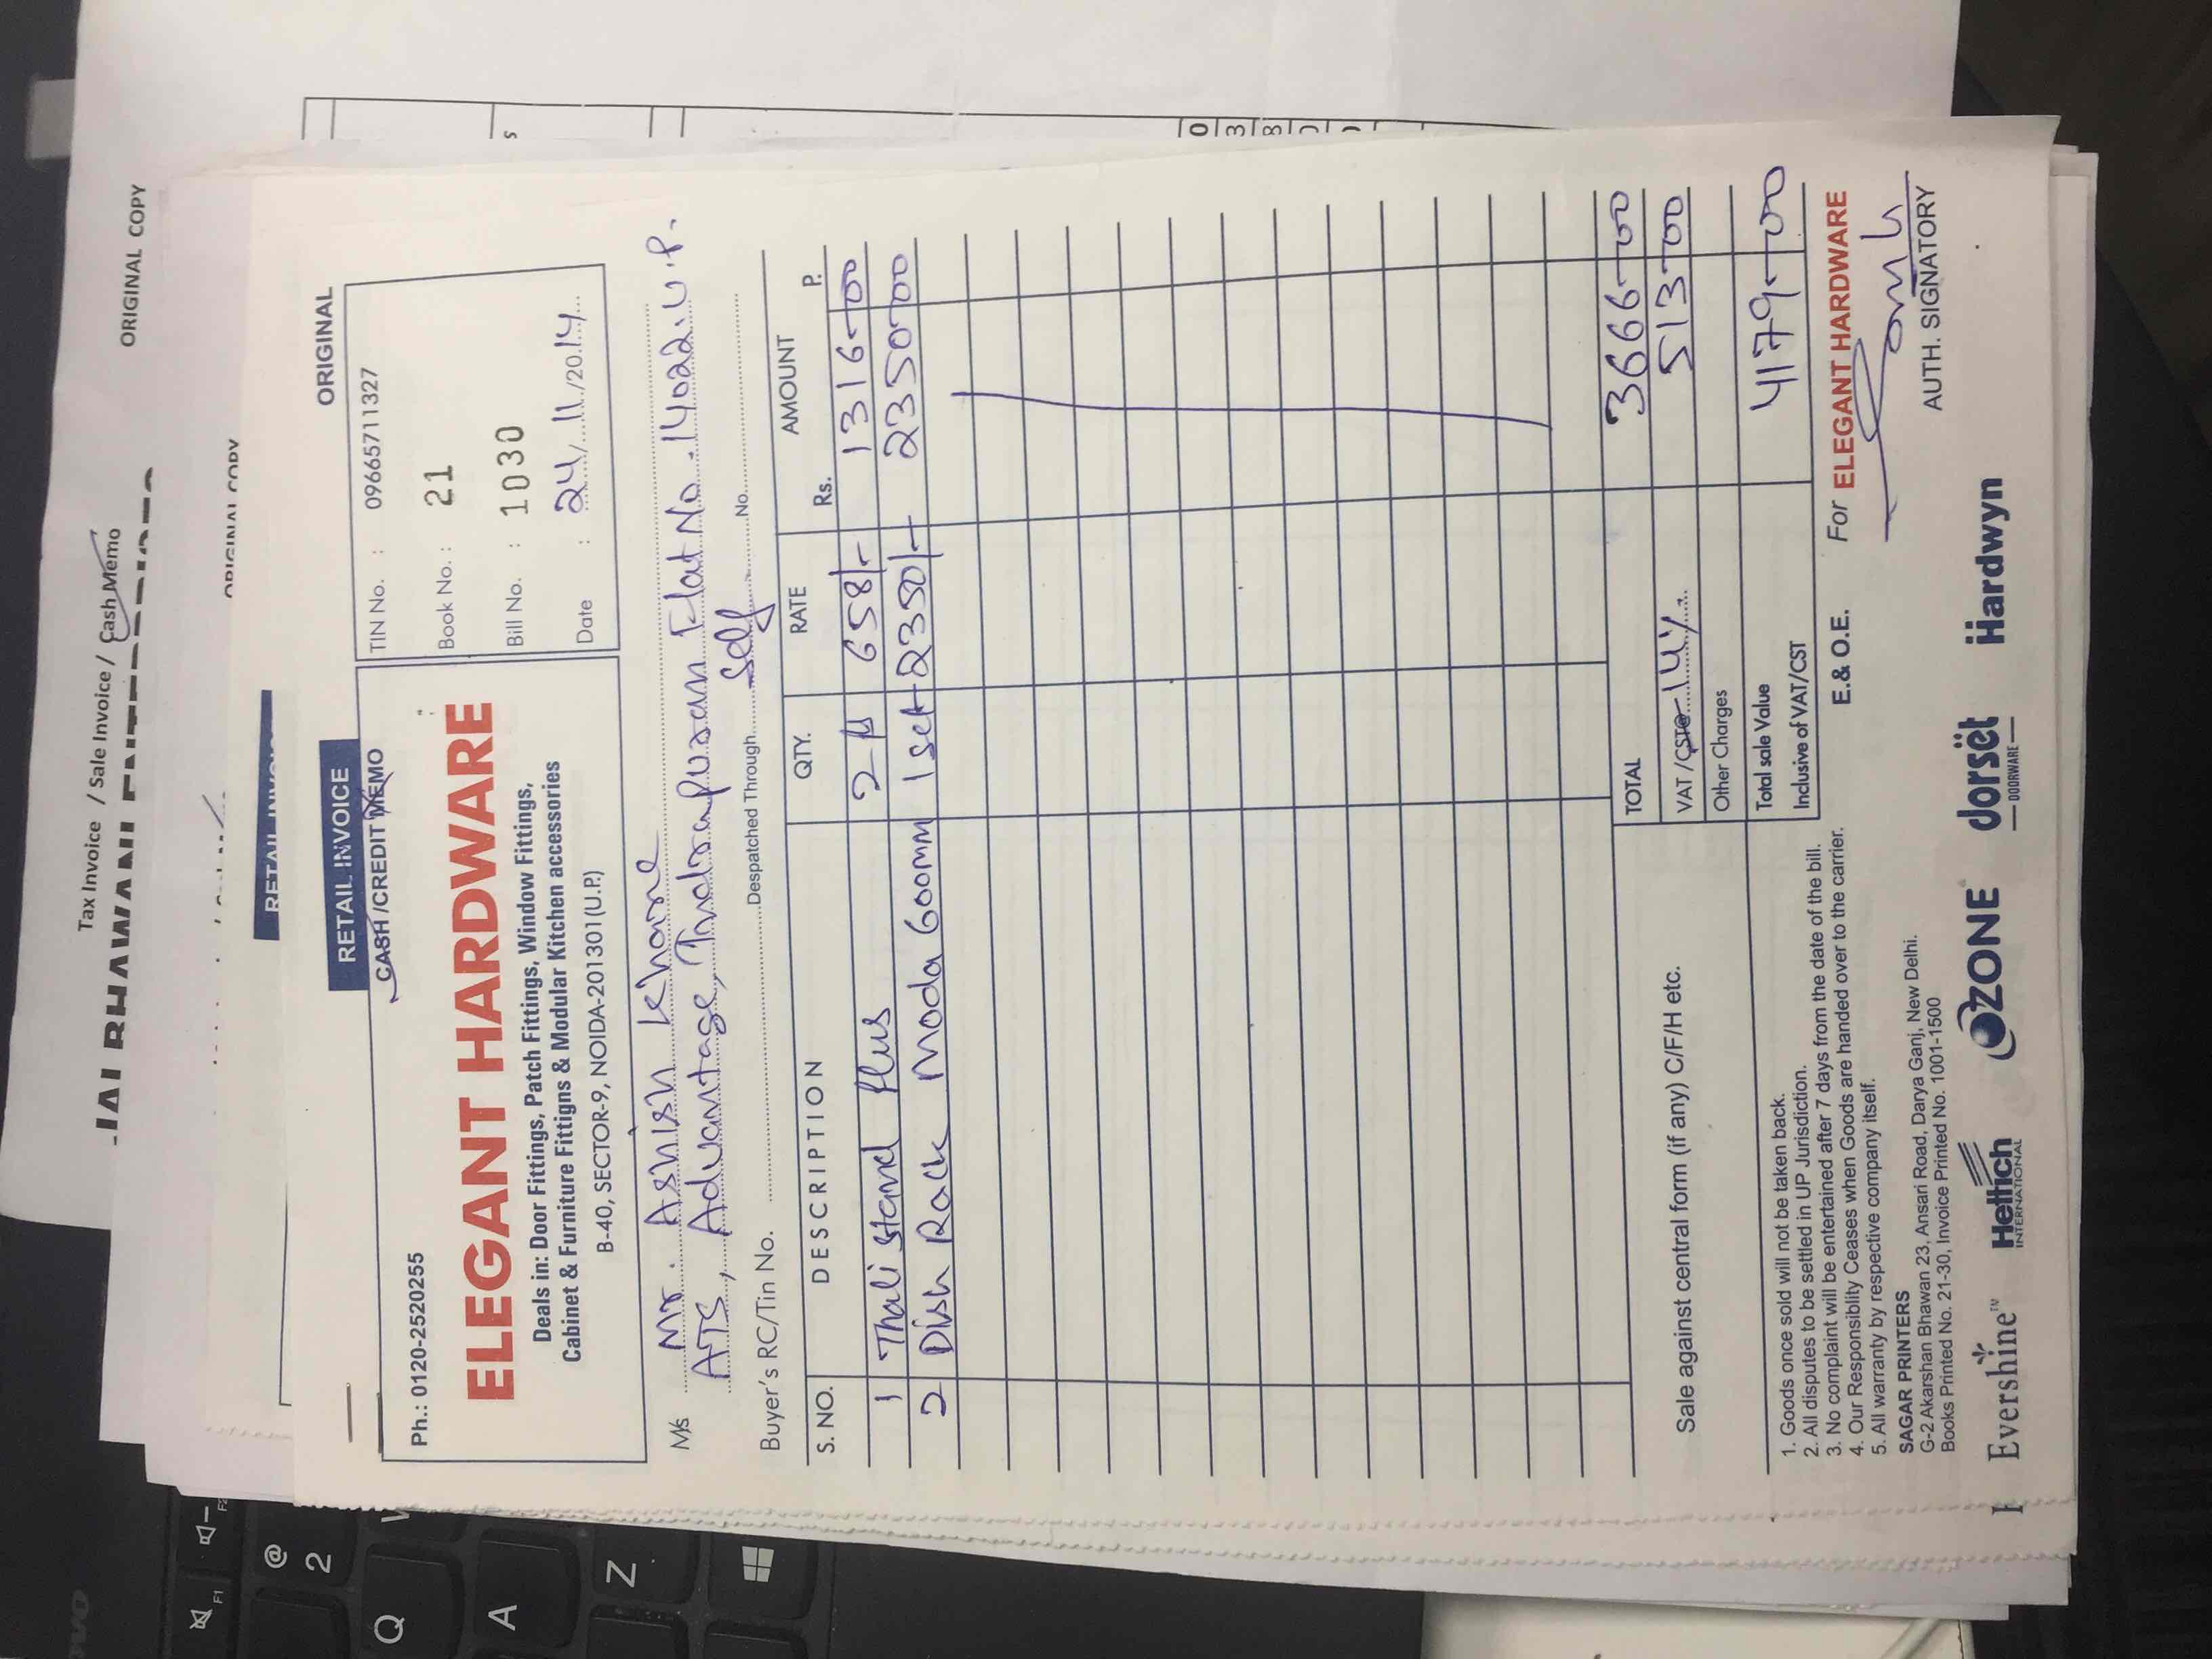 F1
F2
@
2
Q
A
Z
Tax Invoice / Sale Invoice / Cash Memo
ORIGINAL COPY
JAI BHAWANI ENTERPRISES
ORIGINAL COPY
RETAIL INVOICE
ORIGINAL
RETAIL INVOICE
CASH /CREDIT MEMO
Ph.: 0120-2520255
ELEGANT HARDWARE
Deals in: Door Fittings, Patch Fittings, Window Fittings,
Cabinet & Furniture Fittigns & Modular Kitchen accessories
B-40, SECTOR-9, NOIDA-201301(U.P.)
TIN No. : 09665711327
Book No. : 21
Bill No. : 1030
Date : 24/11/2014
M/s Mr. Ashish Khare
ATS, Advantage, Indrapuran Flat No. 14022. U.P.
Buyer's RC/Tin No. Despatched Through Self No.
S. NO. DESCRIPTION QTY. RATE AMOUNT
Rs. P.
1 Thali stand Plus 2 658/- 1316-00
2 Dish Rack Moda 600mm 1 set 2350/- 2350-00
TOTAL 3666-00
Sale against central form (if any) C/F/H etc.
VAT /CST@ 14%. 513-00
Other Charges
Total sale Value
Inclusive of VAT/CST 4179-00
1. Goods once sold will not be taken back.
2. All disputes to be settled in UP Jurisdiction.
3. No complaint will be entertained after 7 days from the date of the bill.
4. Our Responsiblity Ceases when Goods are handed over to the carrier.
5. All warranty by respective company itself.
E.& O.E. For ELEGANT HARDWARE
AUTH. SIGNATORY
SAGAR PRINTERS
G-2 Akarshan Bhawan 23, Ansari Road, Darya Ganj, New Delhi.
Books Printed No. 21-30, Invoice Printed No. 1001-1500
Evershine™ Hettich INTERNATIONAL OZONE dorsët DOORWARE Hardwyn